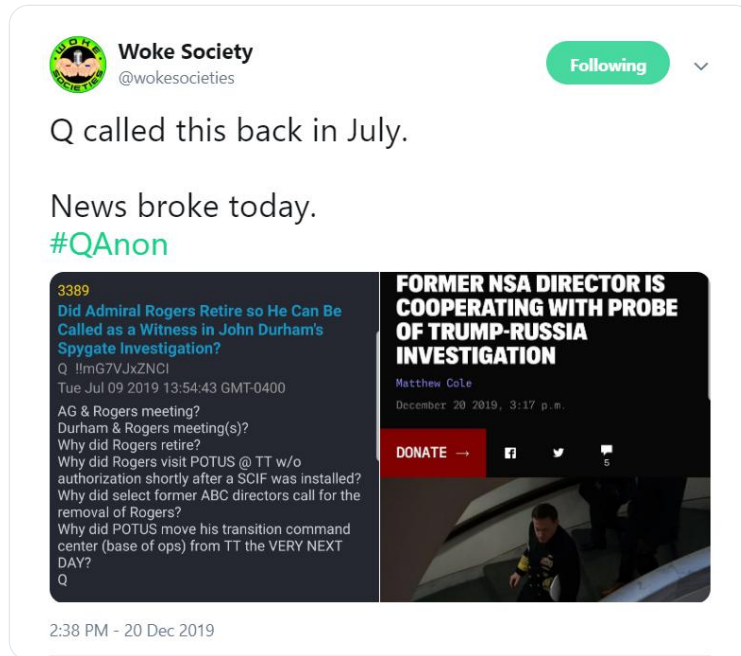 WOKE
SOCIETIES
Woke Society
@wokesocieties
Following
Q called this back in July.
News broke today.
#QAnon
3389
Did Admiral Rogers Retire so He Can Be
Called as a Witness in John Durham's
Spygate Investigation?
Q !!mG7VJxZNCI
Tue Jul 09 2019 13:54:43 GMT-0400
AG & Rogers meeting?
Durham & Rogers meeting(s)?
Why did Rogers retire?
Why did Rogers visit POTUS @ TT w/o
authorization shortly after a SCIF was installed?
Why did select former ABC directors call for the
removal of Rogers?
Why did POTUS move his transition command
center (base of ops) from TT the VERY NEXT
DAY?
Q
FORMER NSA DIRECTOR IS
COOPERATING WITH PROBE
OF TRUMP-RUSSIA
INVESTIGATION
Matthew Cole
December 20 2019, 3:17 p.m.
DONATE →
5
2:38 PM - 20 Dec 2019